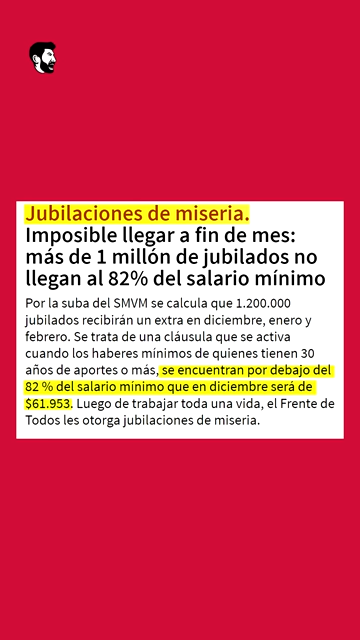 Jubilaciones de miseria.
Imposible llegar a fin de mes:
más de 1 millón de jubilados no
llegan al 82% del salario mínimo
Por la suba del SMVM se calcula que 1.200.000
jubilados recibirán un extra en diciembre, enero y
febrero. Se trata de una cláusula que se activa
cuando los haberes mínimos de quienes tienen 30
años de aportes o más, se encuentran por debajo del
82 % del salario mínimo que en diciembre será de
$61.953. Luego de trabajar toda una vida, el Frente de
Todos les otorga jubilaciones de miseria.